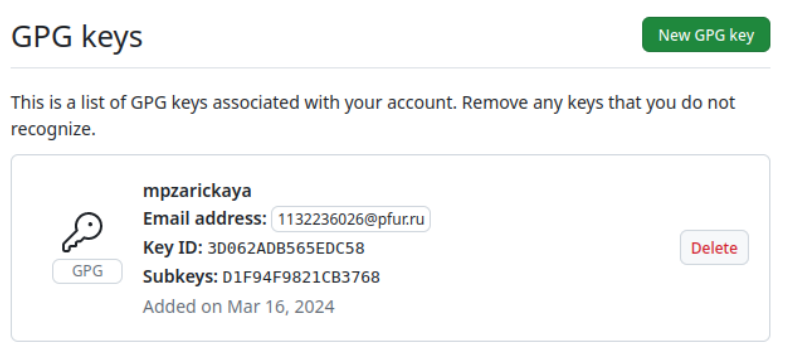 GPG keys
New GPG key
This is a list of GPG keys associated with your account. Remove any keys that you do not
recognize.
mpzarickaya
Email address: 1132236026@pfur.ru
Key ID: 3D062ADB565EDC58
GPG
Subkeys: D1F94F9821CB3768
Added on Mar 16, 2024
Delete